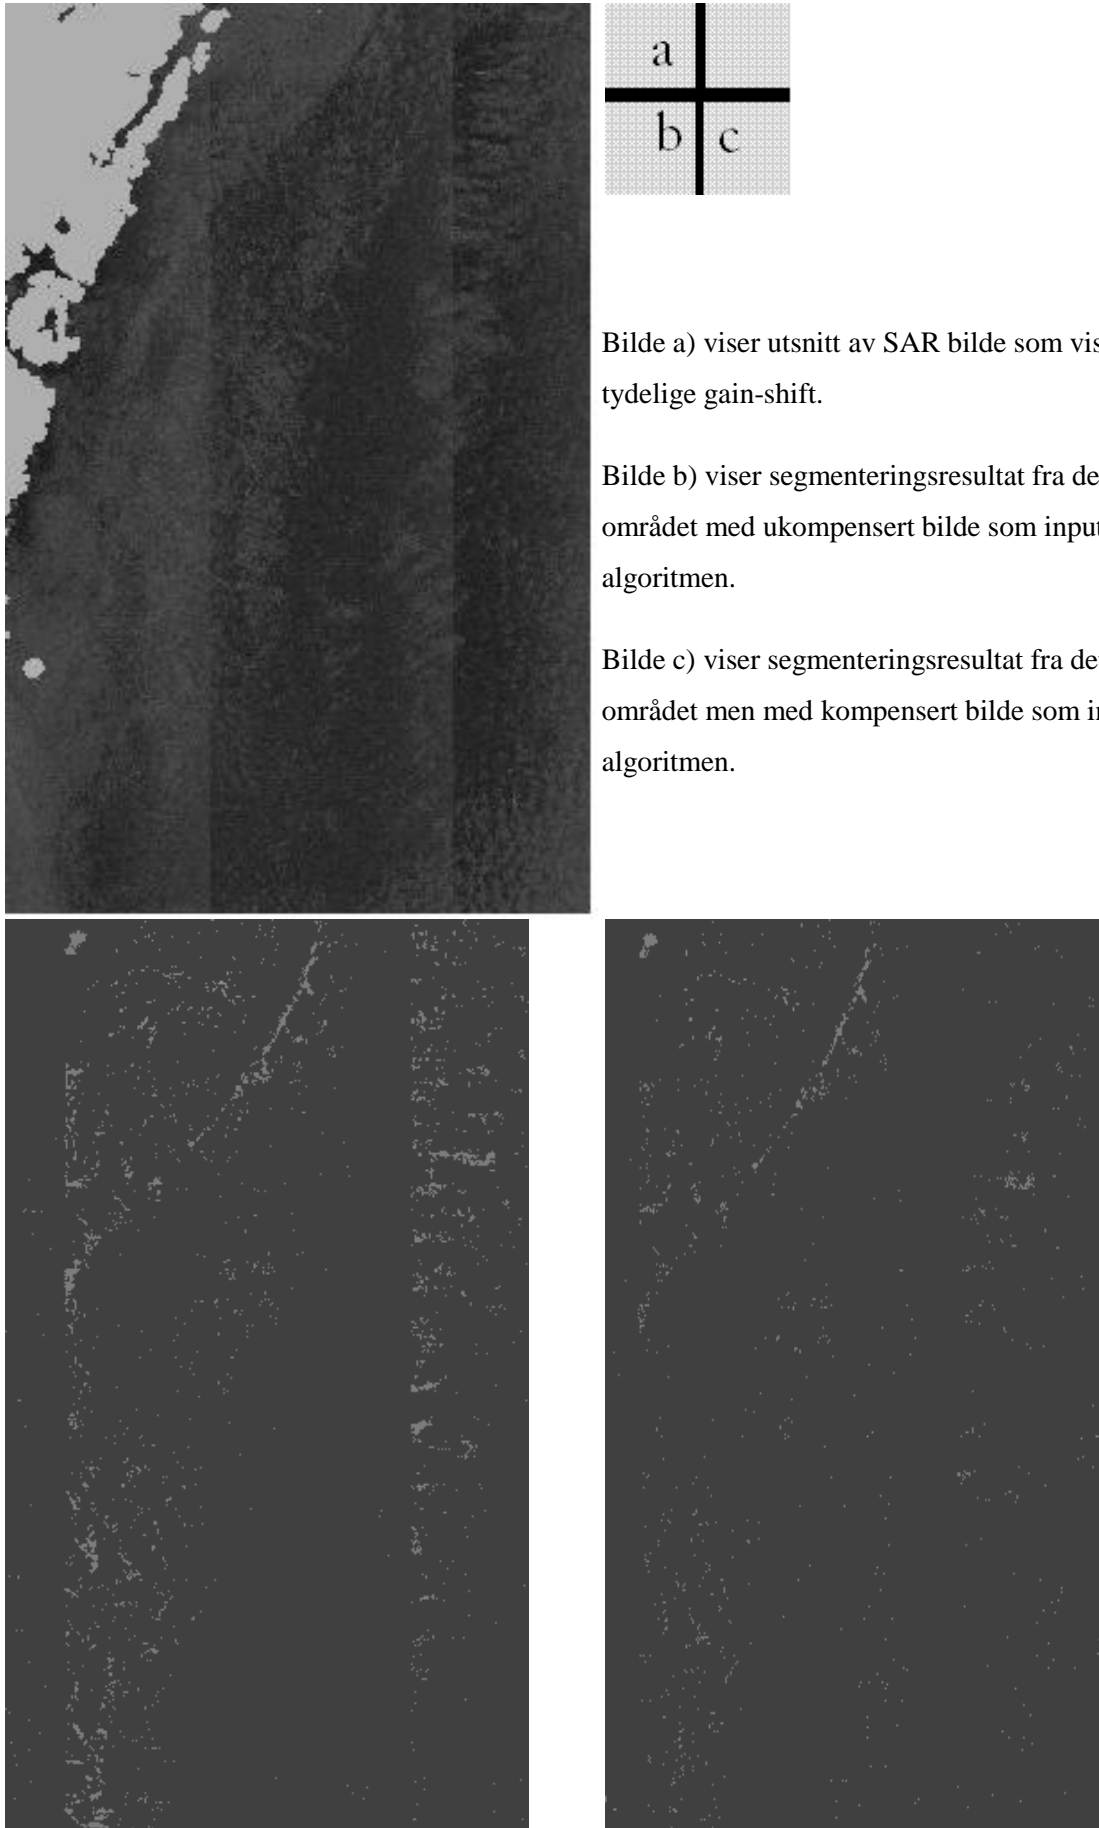 a
b c
Bilde a) viser utsnitt av SAR bilde som vis
tydelige gain-shift.
Bilde b) viser segmenteringsresultat fra de
området med ukompensert bilde som input
algoritmen.
Bilde c) viser segmenteringsresultat fra de
området men med kompensert bilde som in
algoritmen.